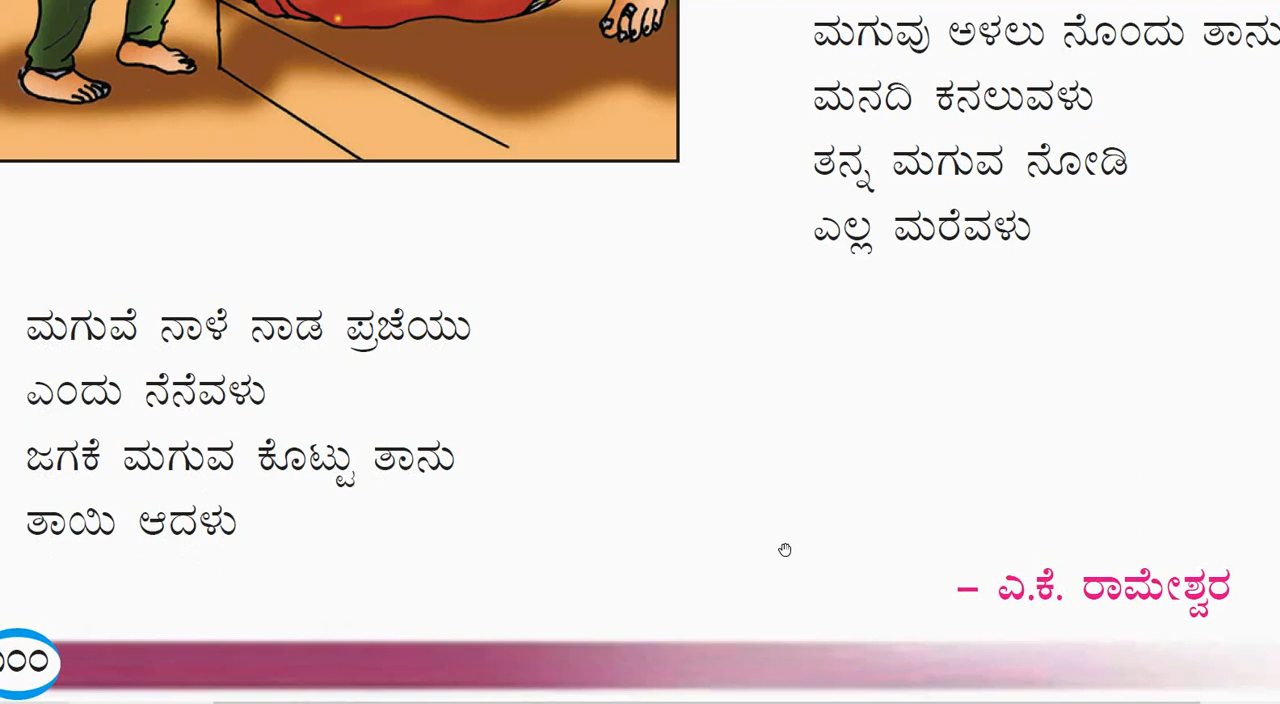 ಮಗುವು ಅಳಲು ನೊಂದು ತಾನು
ಮನದಿ ಕನಲುವಳು
ತನ್ನ ಮಗುವ ನೋಡಿ
ಎಲ್ಲ ಮರೆವಳು
ಮಗುವೆ ನಾಳೆ ನಾಡ ಪ್ರಜೆಯು
ಎಂದು ನೆನೆವಳು
ಜಗಕೆ ಮಗುವ ಕೊಟ್ಟು ತಾನು
ತಾಯಿ ಆದಳು
– ಎ.ಕೆ. ರಾಮೇಶ್ವರ